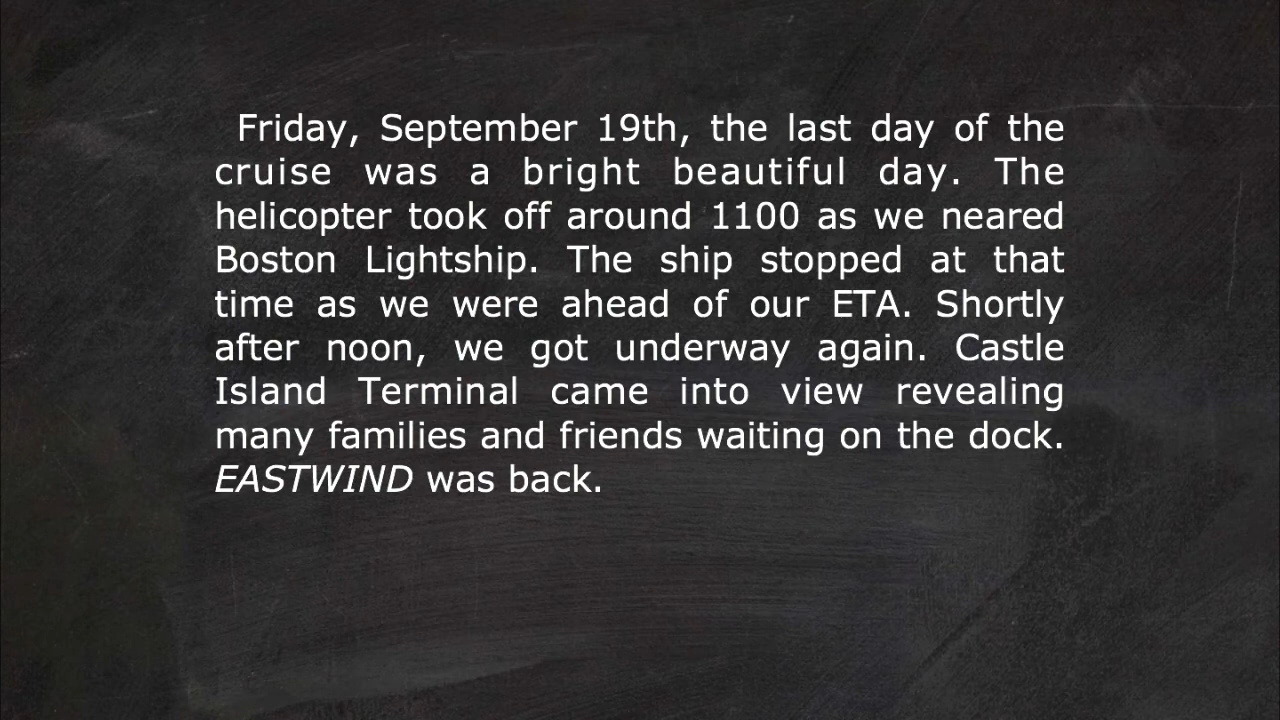 Friday, September 19th, the last day of the
cruise was a bright beautiful day. The
helicopter took off around 1100 as we neared
Boston Lightship. The ship stopped at that
time as we were ahead of our ETA. Shortly
after noon, we got underway again. Castle
Island Terminal came into view revealing
many families and friends waiting on the dock.
EASTWIND was back.